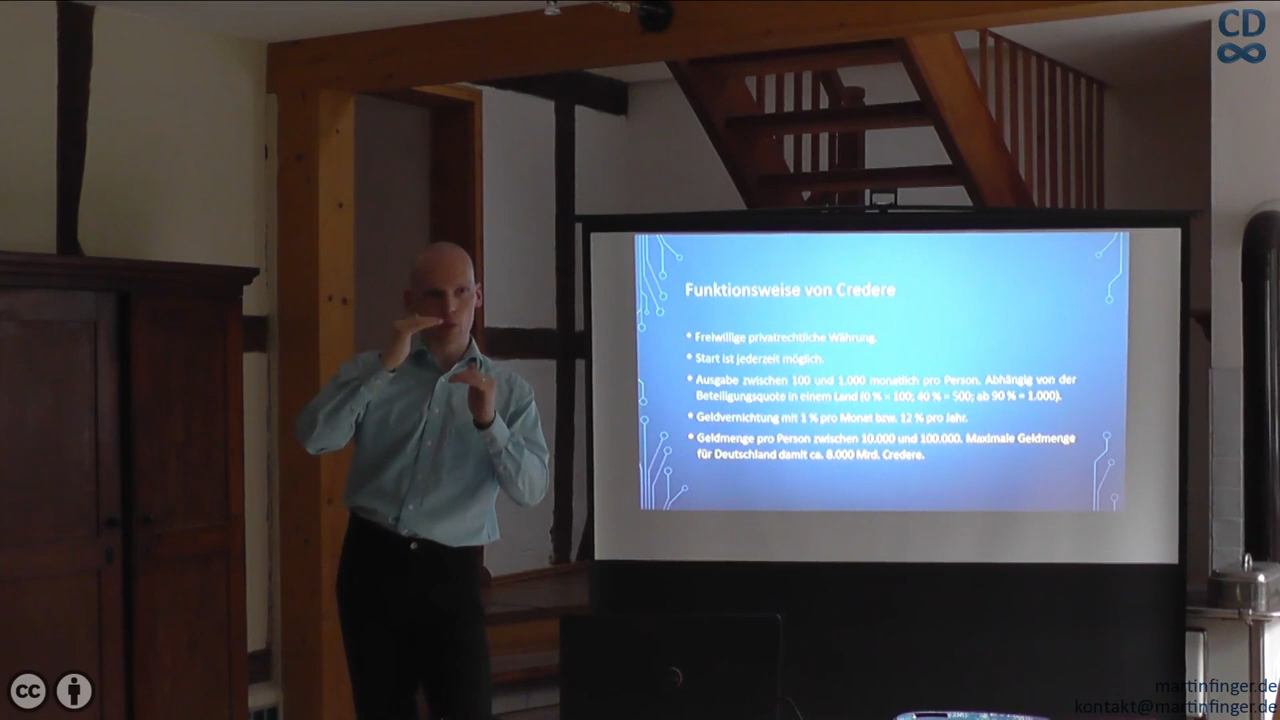 CD
Funktionsweise von Credere
* Freiwillige privatrechtliche Währung.
* Start ist jederzeit möglich.
* Ausgabe zwischen 100 und 1.000 monatlich pro Person. Abhängig von der
Beteiligungsquote in einem Land (0 % = 100; 40 % = 500; ab 90 % = 1.000).
* Geldvernichtung mit 1 % pro Monat bzw. 12 % pro Jahr.
* Geldmenge pro Person zwischen 10.000 und 100.000. Maximale Geldmenge
für Deutschland damit ca. 8.000 Mrd. Credere.
cc
martinfinger.de
kontakt@martinfinger.de